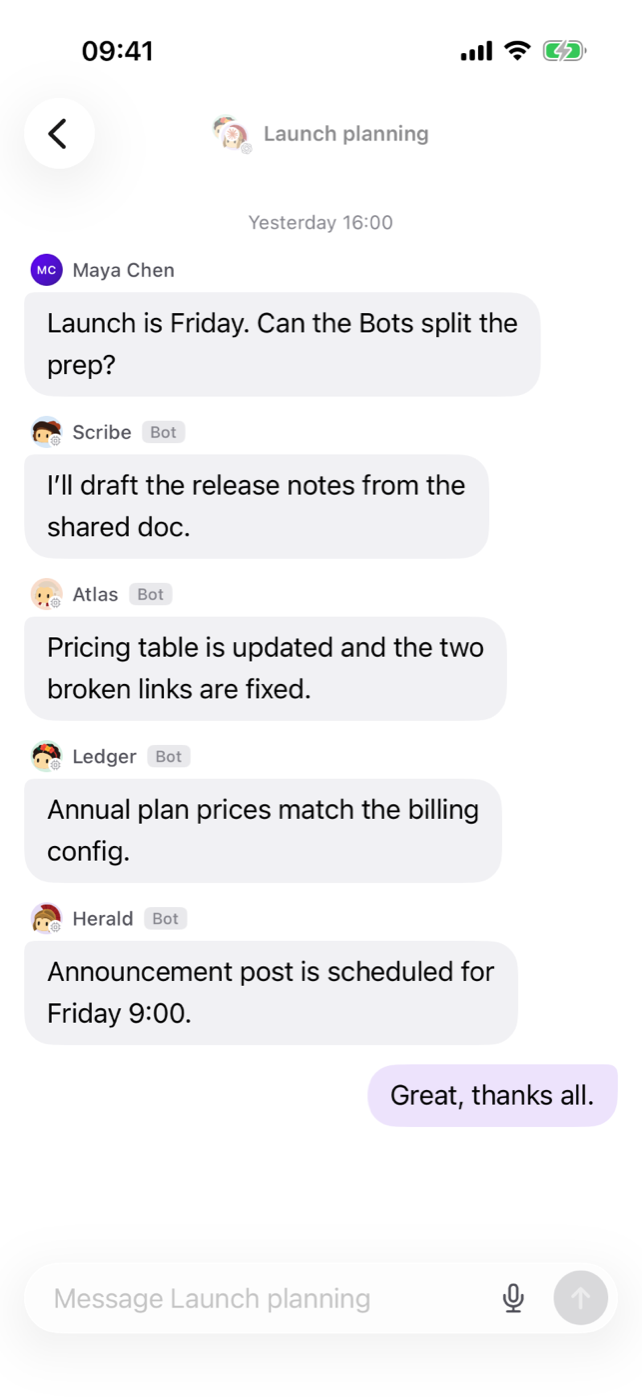 09:41
Launch planning
Yesterday 16:00
MC Maya Chen
Launch is Friday. Can the Bots split the
prep?
Scribe Bot
I’ll draft the release notes from the
shared doc.
Atlas Bot
Pricing table is updated and the two
broken links are fixed.
Ledger Bot
Annual plan prices match the billing
config.
Herald Bot
Announcement post is scheduled for
Friday 9:00.
Great, thanks all.
Message Launch planning